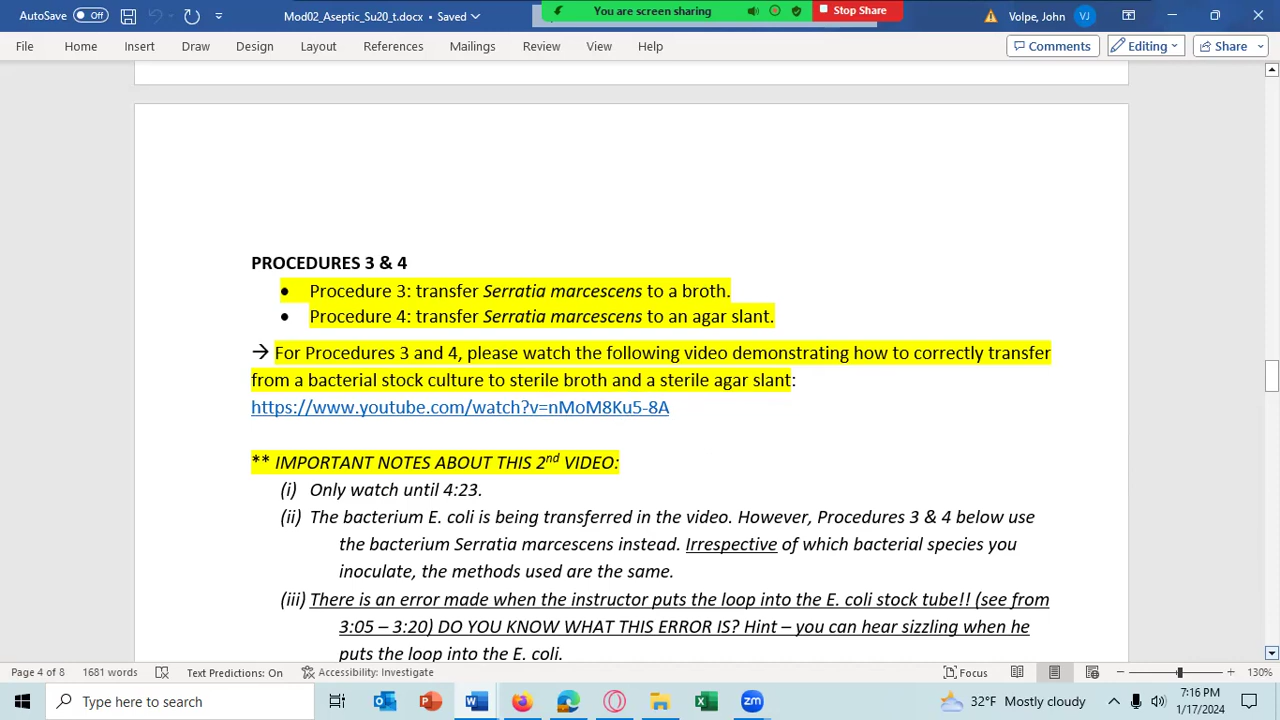 AutoSave Off Mod02_Aseptic_Su20_t.docx • Saved You are screen sharing Stop Share Volpe, John VJ
File Home Insert Draw Design Layout References Mailings Review View Help Comments Editing Share
PROCEDURES 3 & 4
• Procedure 3: transfer Serratia marcescens to a broth.
• Procedure 4: transfer Serratia marcescens to an agar slant.
→ For Procedures 3 and 4, please watch the following video demonstrating how to correctly transfer
from a bacterial stock culture to sterile broth and a sterile agar slant:
https://www.youtube.com/watch?v=nMoM8Ku5-8A
** IMPORTANT NOTES ABOUT THIS 2nd VIDEO:
(i) Only watch until 4:23.
(ii) The bacterium E. coli is being transferred in the video. However, Procedures 3 & 4 below use
the bacterium Serratia marcescens instead. Irrespective of which bacterial species you
inoculate, the methods used are the same.
(iii) There is an error made when the instructor puts the loop into the E. coli stock tube!! (see from
3:05 – 3:20) DO YOU KNOW WHAT THIS ERROR IS? Hint – you can hear sizzling when he
puts the loop into the E. coli.
Page 4 of 8 1681 words Text Predictions: On Accessibility: Investigate Focus 130%
Type here to search 32°F Mostly cloudy 7:16 PM
1/17/2024